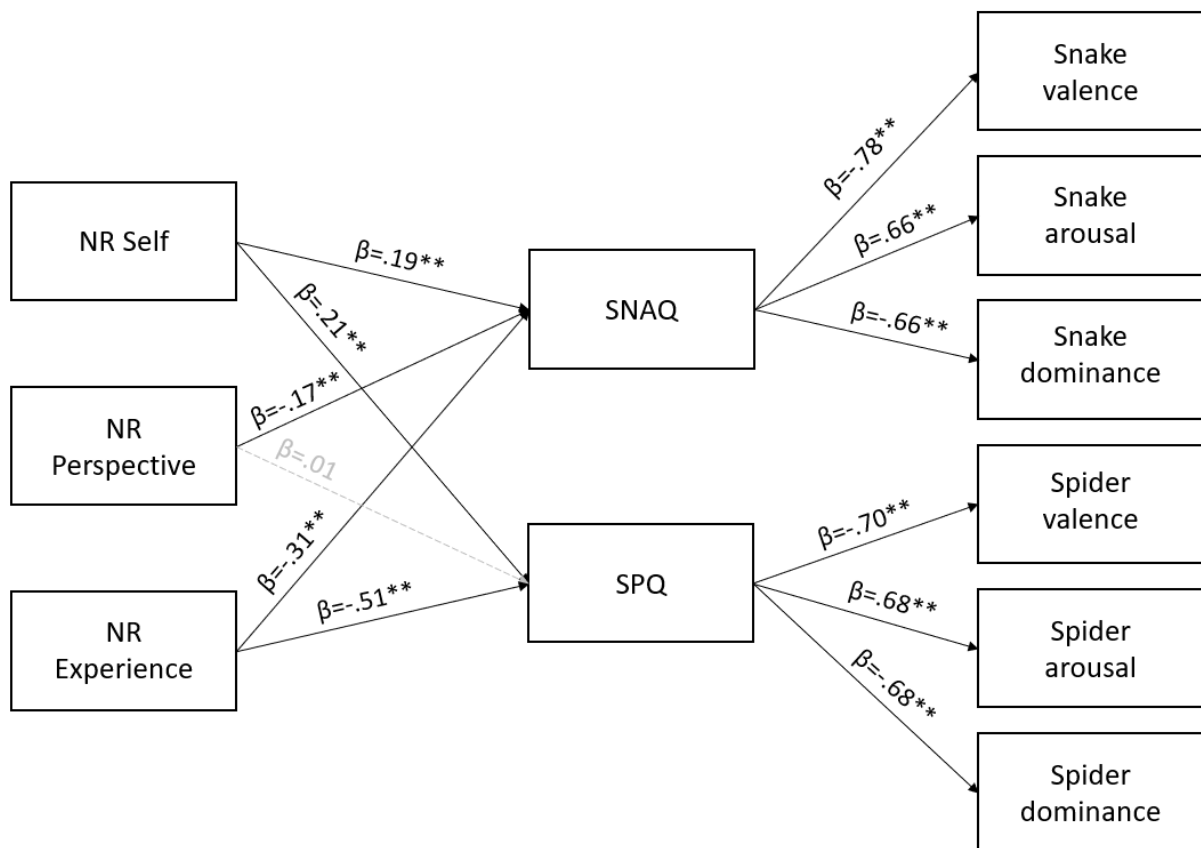 NR Self
NR
Perspective
NR
Experience
β=.19**
β=.21**
β=-.17**
β=.01
β=-.31**
β=-.51**
SNAQ
SPQ
β=-.78**
β=.66**
β=-.66**
β=-.70**
β=.68**
β=-.68**
Snake
valence
Snake
arousal
Snake
dominance
Spider
valence
Spider
arousal
Spider
dominance